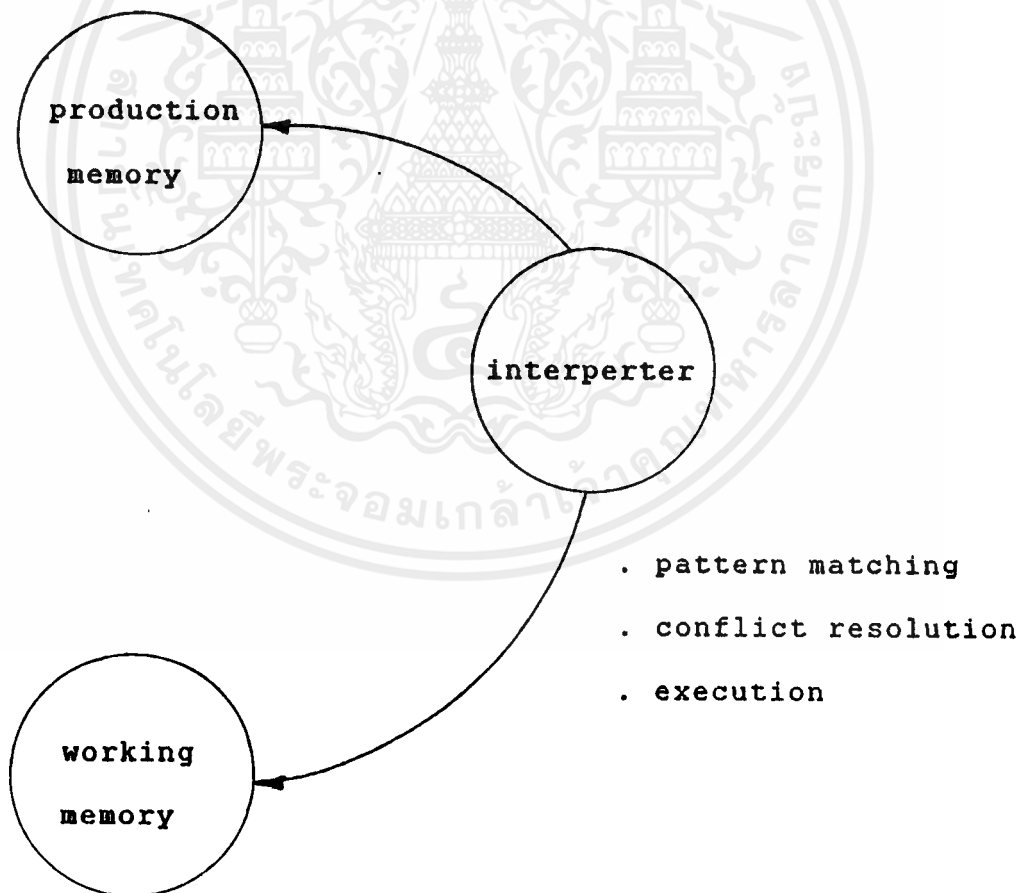 production
memory
interperter
. pattern matching
. conflict resolution
. execution
working
memory